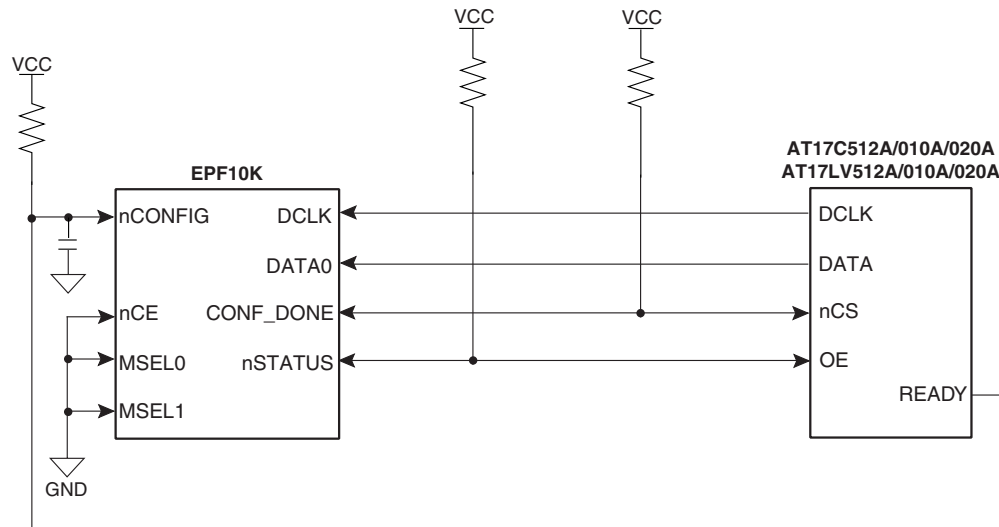 VCC
VCC
VCC
AT17C512A/010A/020A
AT17LV512A/010A/020A
EPF10K
nCONFIG
DCLK
DCLK
DATA0
DATA
nCE
CONF_DONE
nCS
MSEL0
nSTATUS
OE
READY
MSEL1
GND